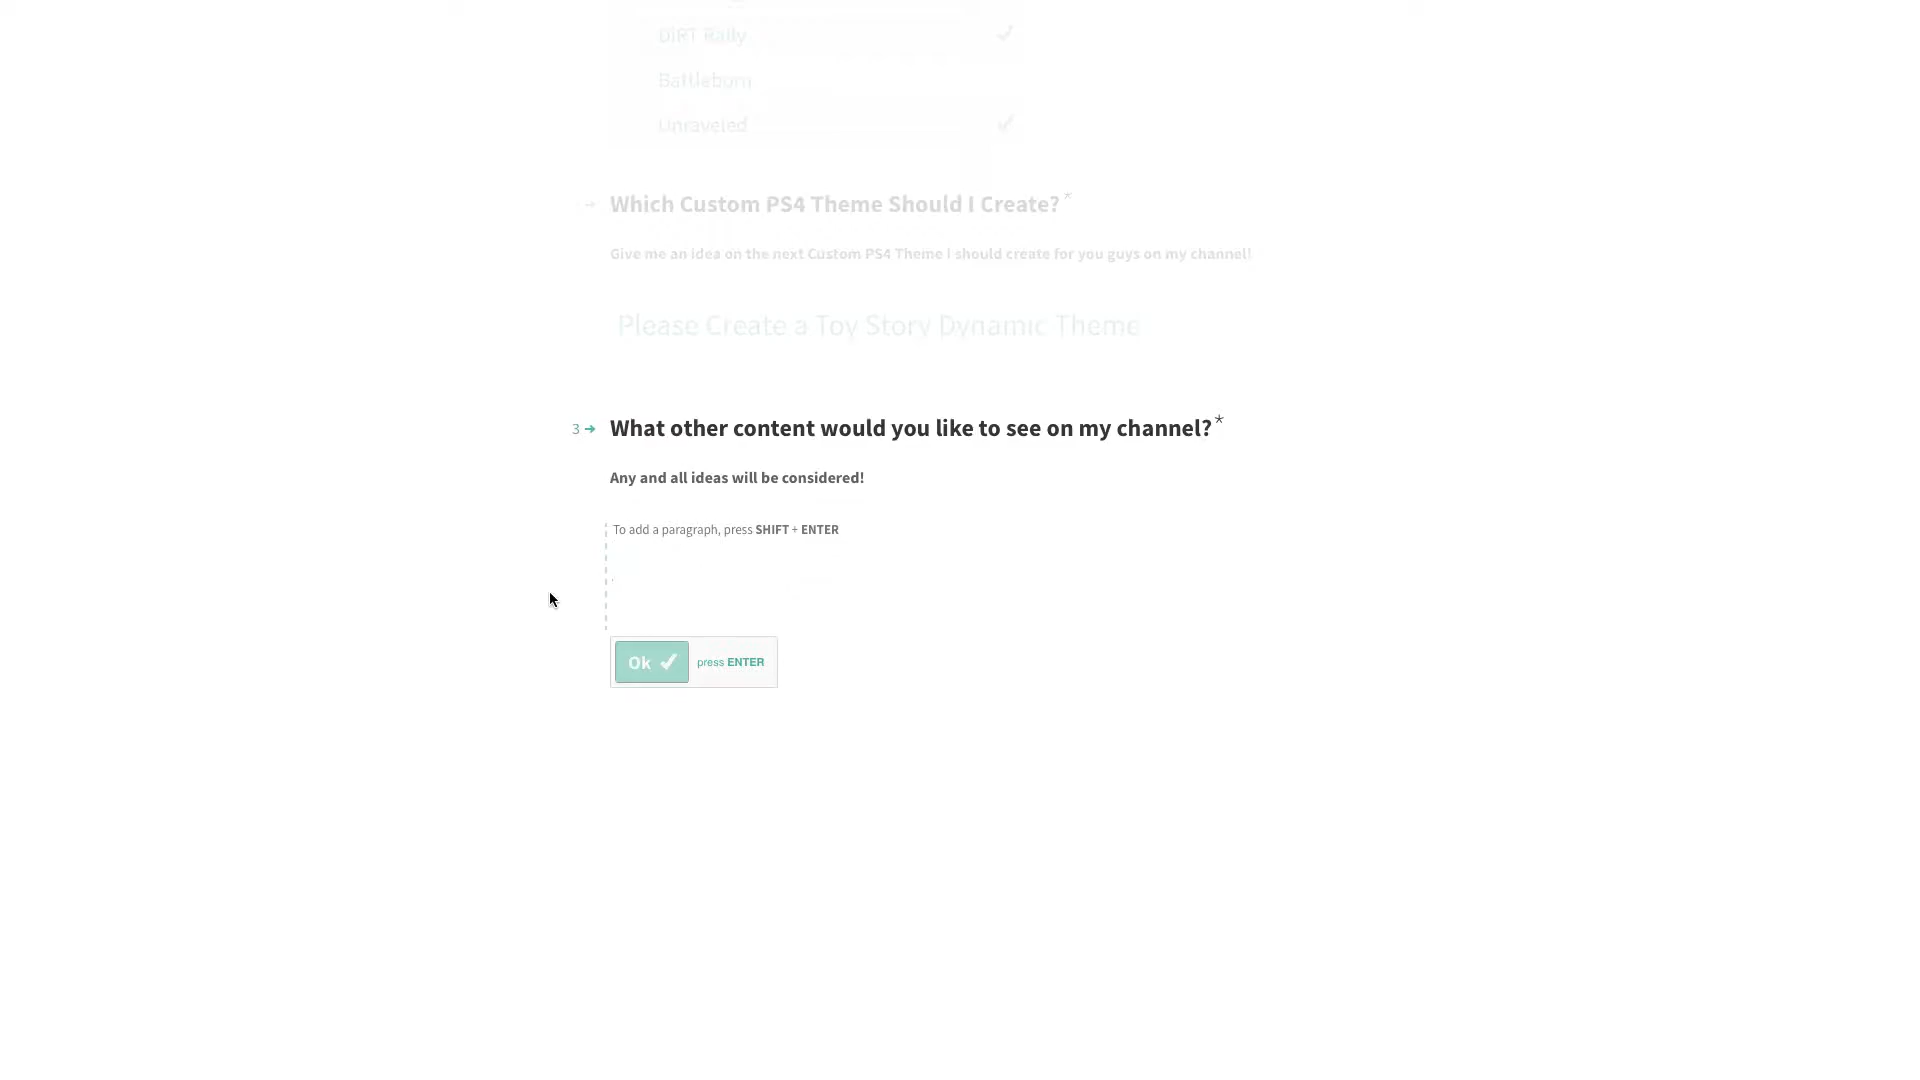 DiRT Rally
Battleborn
Unraveled
Which Custom PS4 Theme Should I Create? *
Give me an idea on the next Custom PS4 Theme I should create for you guys on my channel!
Please Create a Toy Story Dynamic Theme
3 → What other content would you like to see on my channel? *
Any and all ideas will be considered!
To add a paragraph, press SHIFT + ENTER
Ok press ENTER